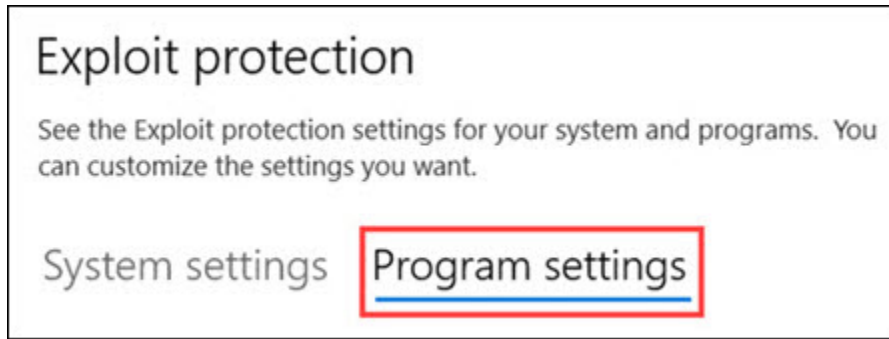 Exploit protection
See the Exploit protection settings for your system and programs.  You
can customize the settings you want.
System settings Program settings